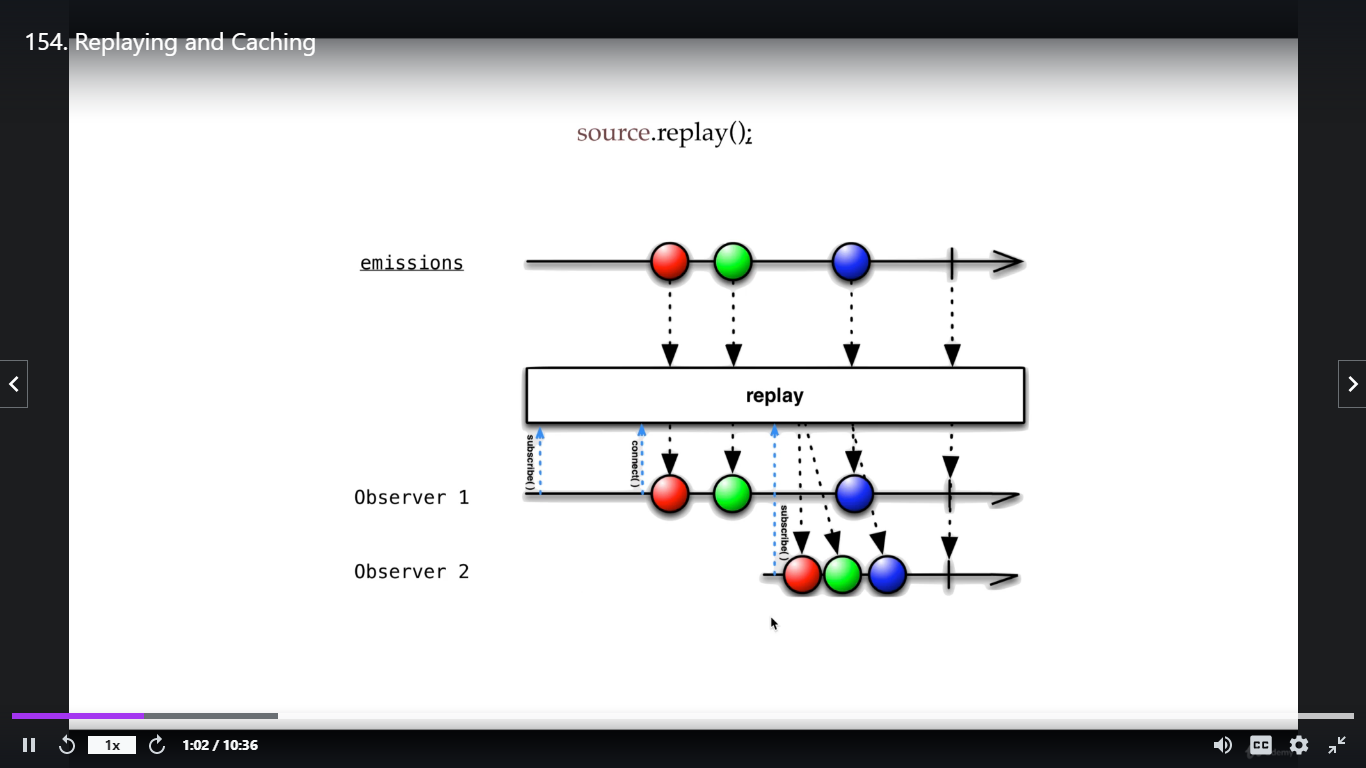 154. Replaying and Caching
source.replay();
emissions
replay
subscribe()
connect()
Observer 1
subscribe()
Observer 2
1x
1:02 / 10:36
CC